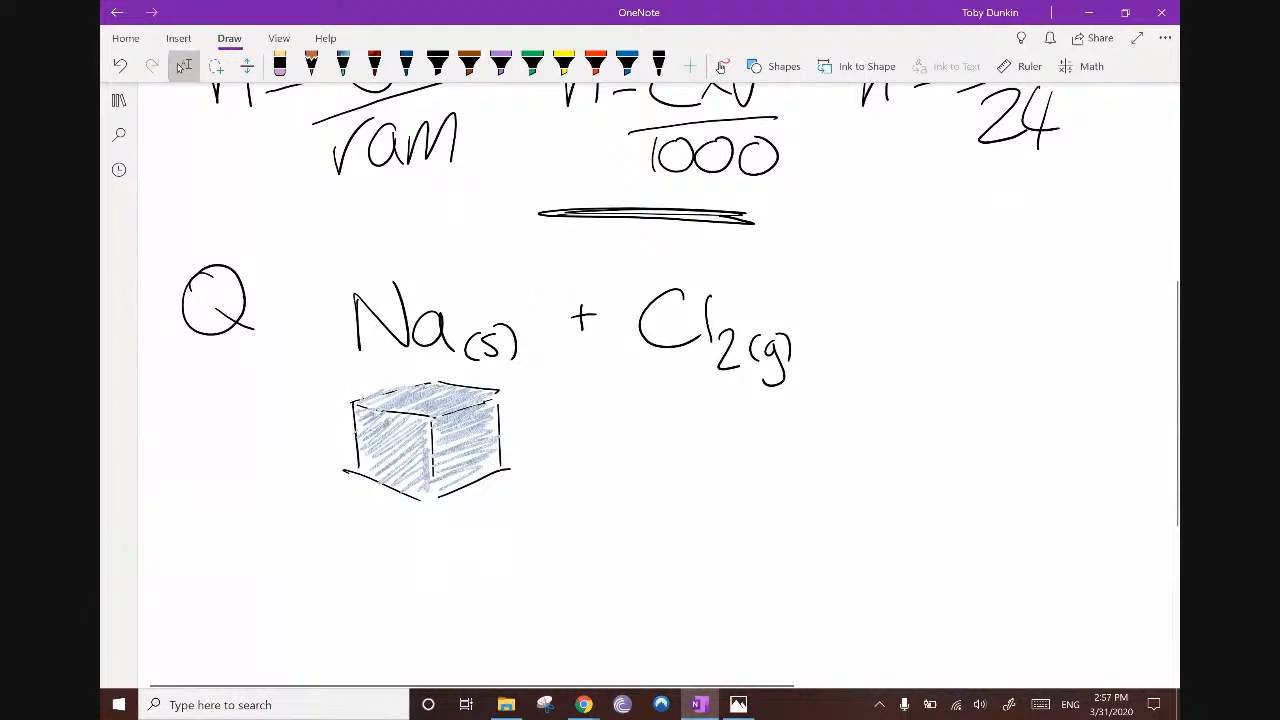 OneNote
Toby Dunkin
Home Insert Draw View Help
Share
Shapes Ink to Shape Ink to Text Ruler Math
n = n = c x v n =
ram 1000 24
Q Na(s) + Cl2(g)
Type here to search
ENG
2:57 PM
3/31/2020